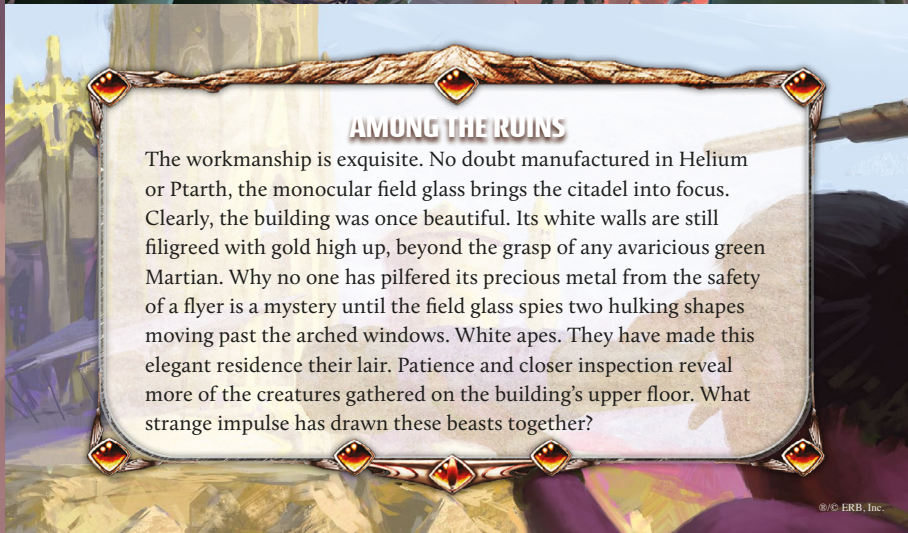 AMONG THE RUINS
The workmanship is exquisite. No doubt manufactured in Helium
or Ptarth, the monocular field glass brings the citadel into focus.
Clearly, the building was once beautiful. Its white walls are still
filigreed with gold high up, beyond the grasp of any avaricious green
Martian. Why no one has pilfered its precious metal from the safety
of a flyer is a mystery until the field glass spies two hulking shapes
moving past the arched windows. White apes. They have made this
elegant residence their lair. Patience and closer inspection reveal
more of the creatures gathered on the building’s upper floor. What
strange impulse has drawn these beasts together?
®/© ERB, Inc.